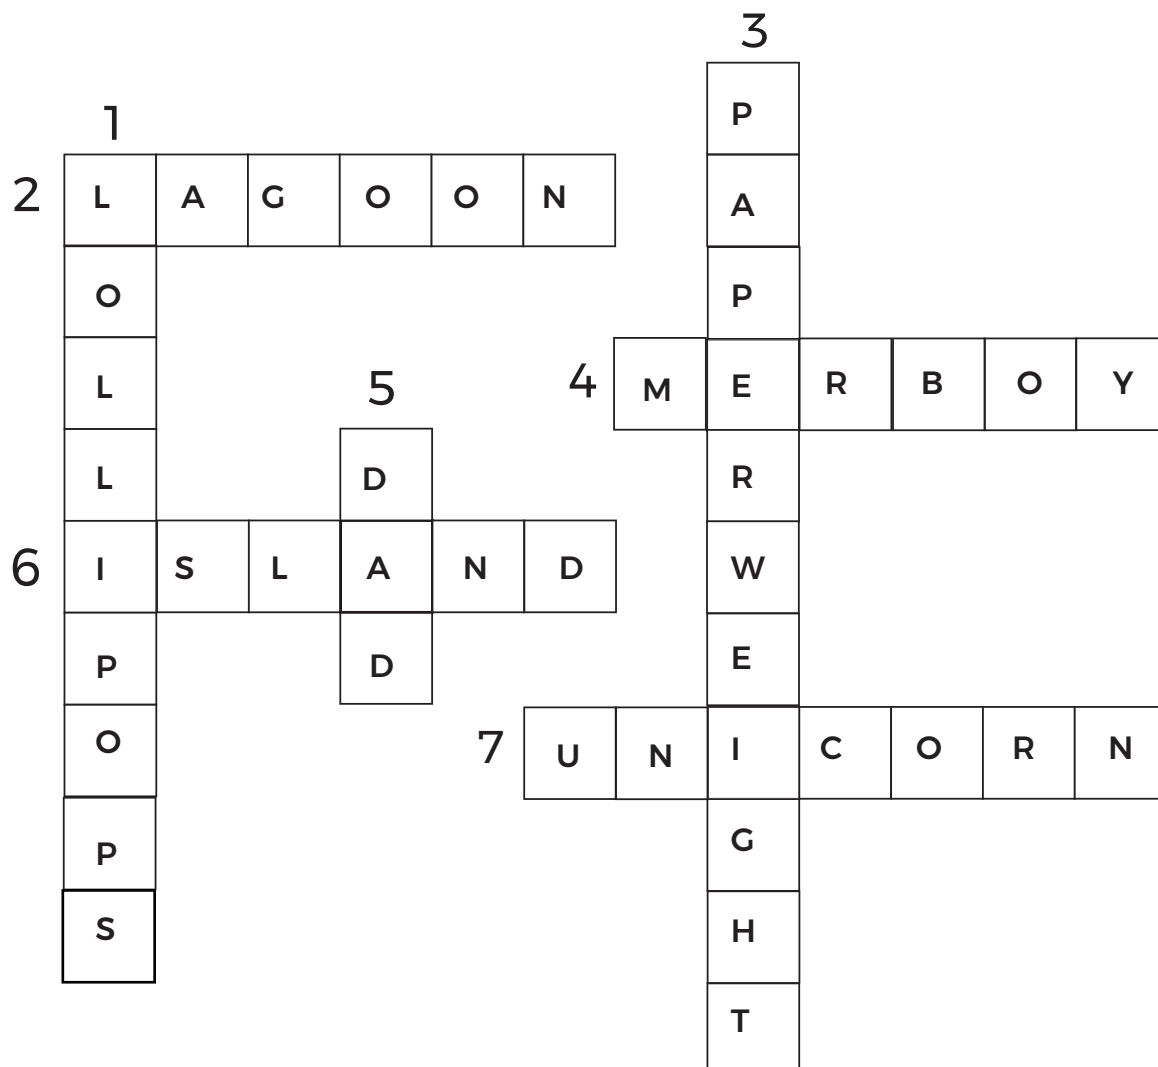 3
P
1
2 L A G O O N A
O P
4 M E R B O Y
L 5
L D R
6 I S L A N D W
P D E
O 7 U N I C O R N
P G
S H
T